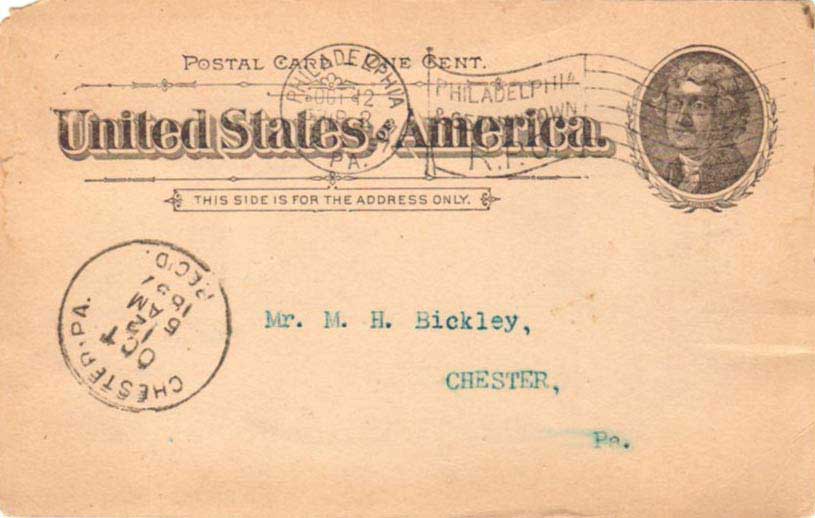 POSTAL CARD - ONE CENT.
United States of America.
THIS SIDE IS FOR THE ADDRESS ONLY.
PHILADELPHIA
OCT 12
PA.
PHILADELPHIA
R.P.O.
CHESTER, PA.
OCT
13
5 AM
1897
REC'D.
Mr. M. H. Bickley,
CHESTER,
Pa.